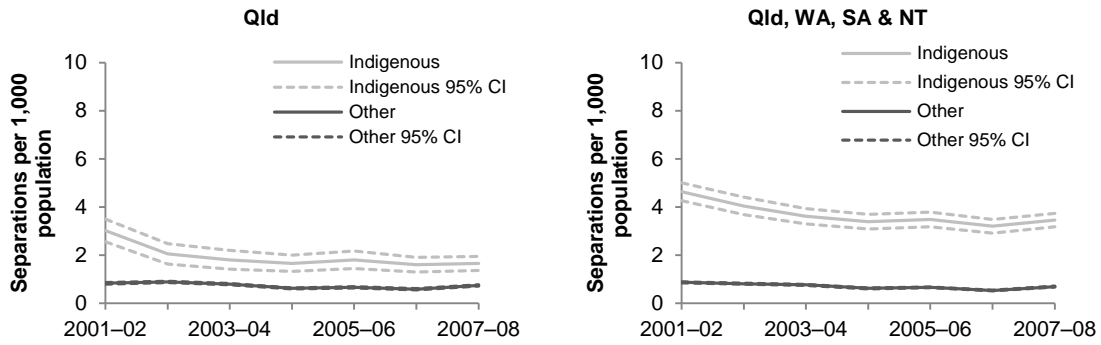 Qld
Separations per 1,000
population
10
8
6
4
2
0
Indigenous
Indigenous 95% CI
Other
Other 95% CI
2001–02
2003–04
2005–06
2007–08
Qld, WA, SA & NT
Separations per 1,000
population
10
8
6
4
2
0
Indigenous
Indigenous 95% CI
Other
Other 95% CI
2001–02
2003–04
2005–06
2007–08